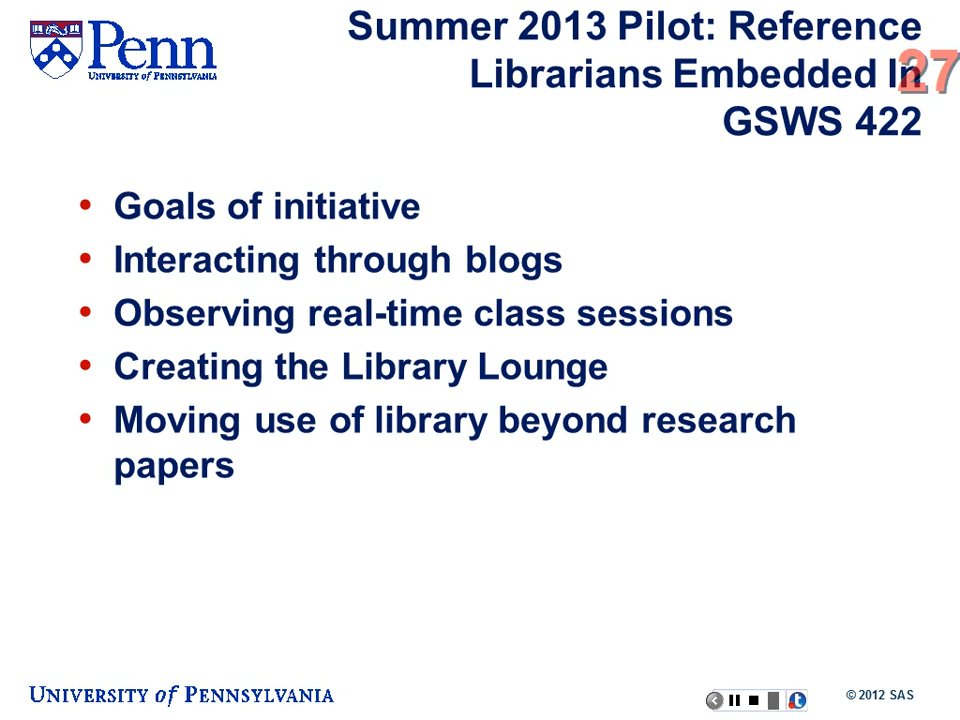 Penn
UNIVERSITY of PENNSYLVANIA
Summer 2013 Pilot: Reference
Librarians Embedded In
GSWS 422
27
• Goals of initiative
• Interacting through blogs
• Observing real-time class sessions
• Creating the Library Lounge
• Moving use of library beyond research
papers
UNIVERSITY of PENNSYLVANIA
© 2012 SAS